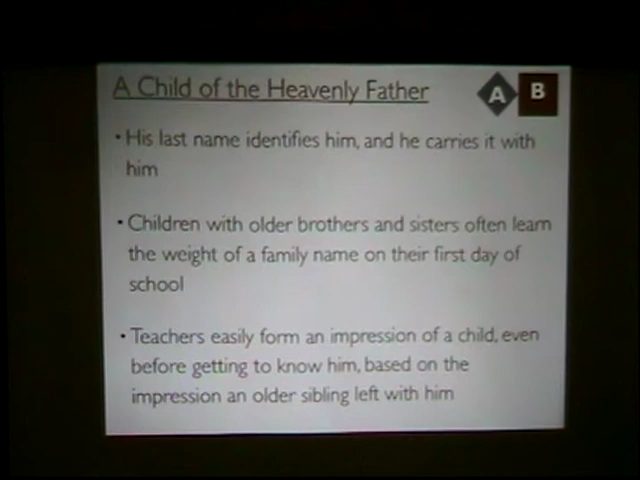 A Child of the Heavenly Father
A B
• His last name identifies him, and he carries it with
him
• Children with older brothers and sisters often learn
the weight of a family name on their first day of
school
• Teachers easily form an impression of a child, even
before getting to know him, based on the
impression an older sibling left with him